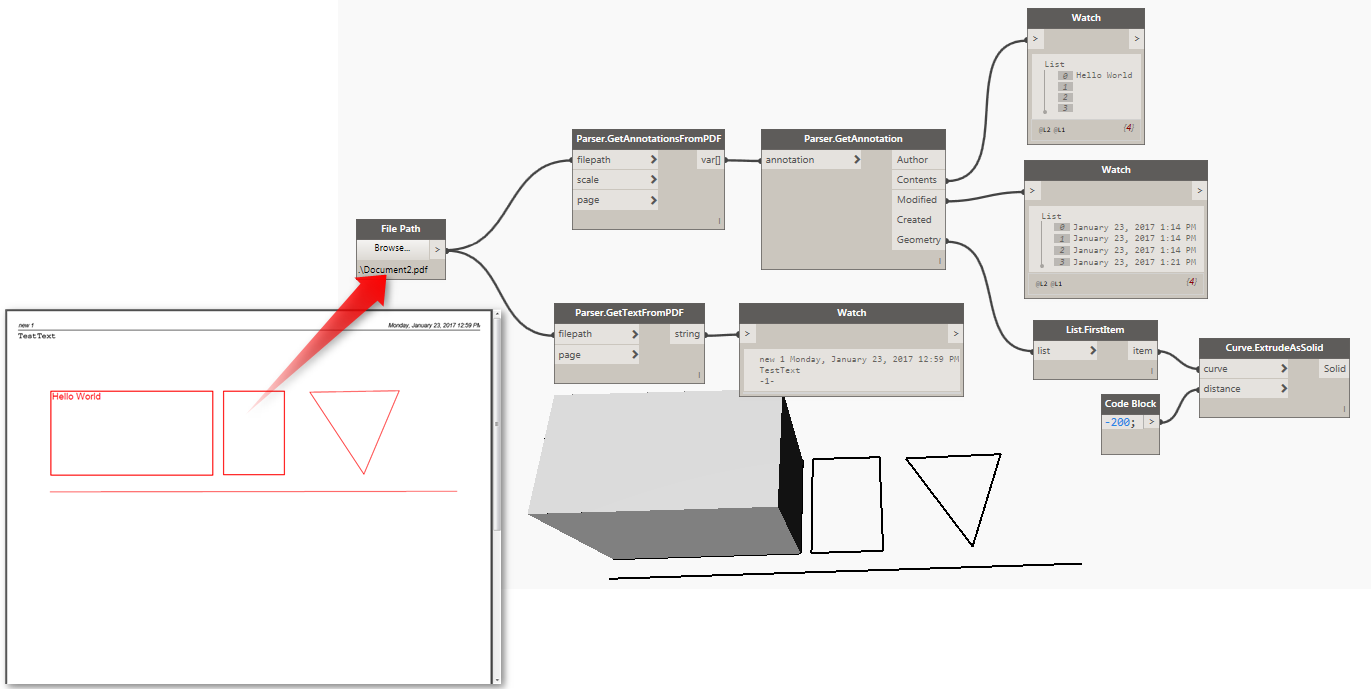 Watch
>
>
List
0 Hello World
1
2
3
@L2 @L1
{4}
Parser.GetAnnotationsFromPDF
filepath
var[]
scale
page
Parser.GetAnnotation
annotation
Author
Contents
Modified
Created
Geometry
Watch
>
>
List
0 January 23, 2017 1:14 PM
1 January 23, 2017 1:14 PM
2 January 23, 2017 1:14 PM
3 January 23, 2017 1:21 PM
@L2 @L1
{4}
File Path
Browse...
>
.\Document2.pdf
Parser.GetTextFromPDF
filepath
string
page
Watch
>
>
new 1 Monday, January 23, 2017 12:59 PM
TestText
-1-
List.FirstItem
list
item
Curve.ExtrudeAsSolid
curve
Solid
distance
Code Block
-200;
>
new 1
Monday, January 23, 2017 12:59 PM
TestText
Hello World